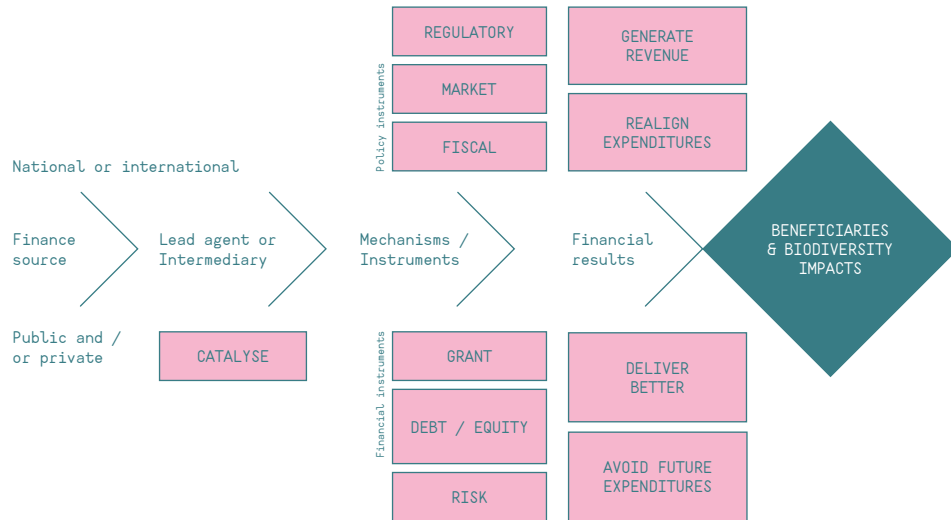 REGULATORY
MARKET
FISCAL
Policy instruments
GENERATE
REVENUE
REALIGN
EXPENDITURES
National or international
Finance
source
Lead agent or
Intermediary
Mechanisms /
Instruments
Financial
results
BENEFICIARIES
& BIODIVERSITY
IMPACTS
Public and /
or private
CATALYSE
Financial instruments
GRANT
DEBT / EQUITY
RISK
DELIVER
BETTER
AVOID FUTURE
EXPENDITURES